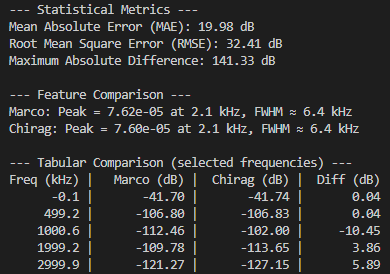 --- Statistical Metrics ---
Mean Absolute Error (MAE): 19.98 dB
Root Mean Square Error (RMSE): 32.41 dB
Maximum Absolute Difference: 141.33 dB
--- Feature Comparison ---
Marco: Peak = 7.62e-05 at 2.1 kHz, FWHM ≈ 6.4 kHz
Chirag: Peak = 7.60e-05 at 2.1 kHz, FWHM ≈ 6.4 kHz
--- Tabular Comparison (selected frequencies) ---
Freq (kHz) | Marco (dB) | Chirag (dB) | Diff (dB)
-0.1 | -41.70 | -41.74 | 0.04
499.2 | -106.80 | -106.83 | 0.04
1000.6 | -112.46 | -102.00 | -10.45
1999.2 | -109.78 | -113.65 | 3.86
2999.9 | -121.27 | -127.15 | 5.89